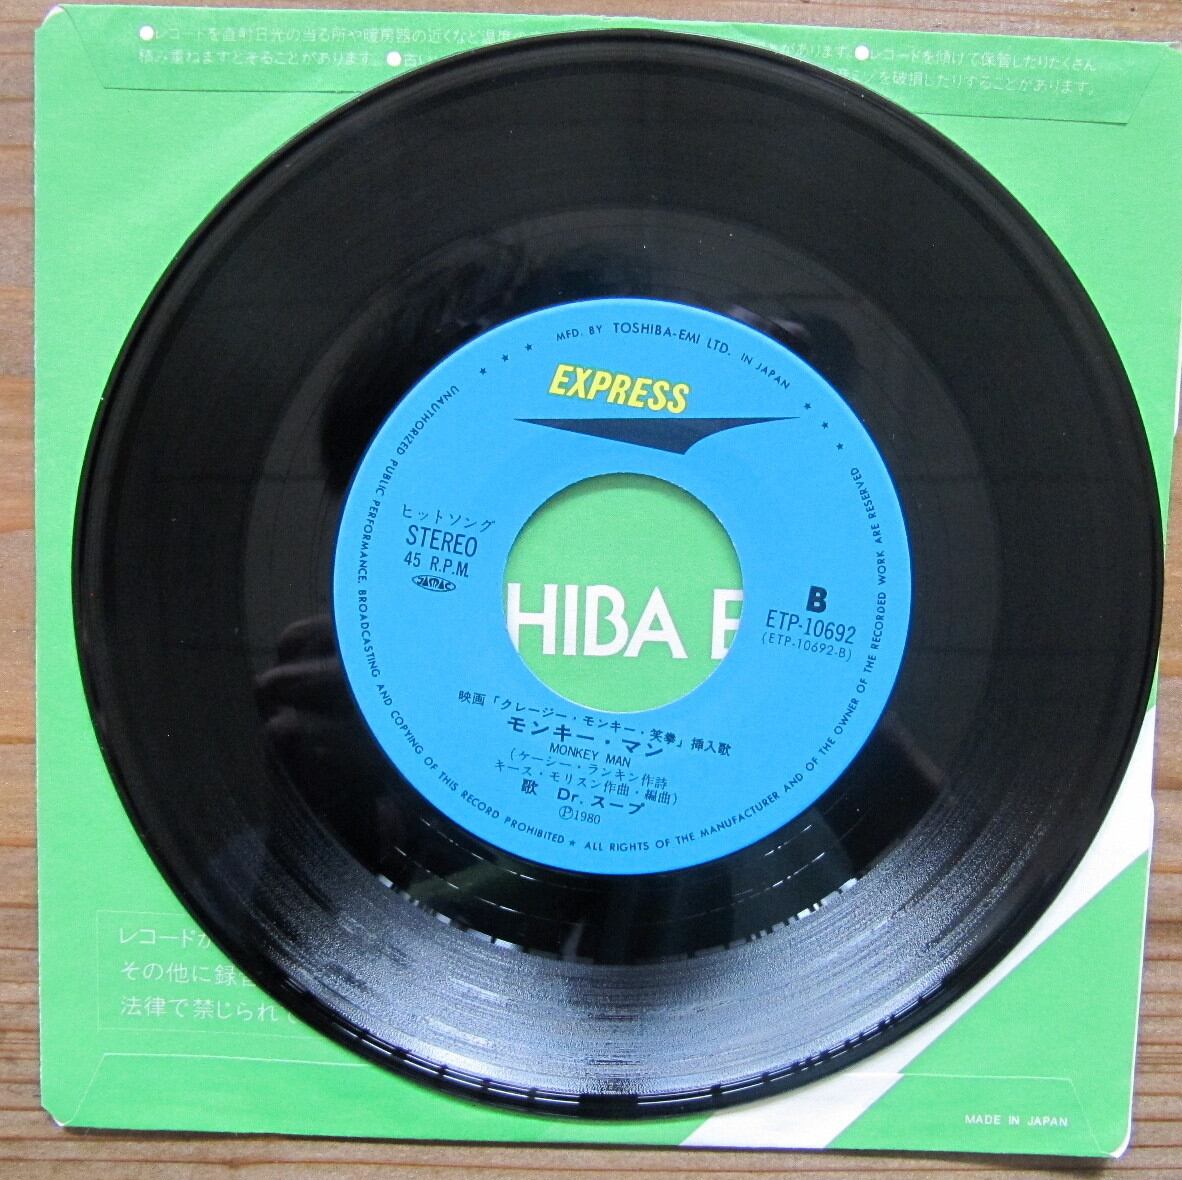 ●レコードを直射日光の当る所や暖房器の近くなど温度の
があります。●レコードを傾けて保管したりたくさん
積み重ねますとそることがあります。●古い
を破損したりすることがあります。
MFD. BY TOSHIBA-EMI LTD. IN JAPAN
EXPRESS
ヒットソング
STEREO
45 R.P.M.
JASRAC
B
ETP-10692
(ETP-10692-B)
HIBA E
映画「クレージー・モンキー・笑拳」挿入歌
モンキー・マン
MONKEY MAN
(ケーシー・ランキン作詩
キース・モリスン作曲・編曲)
歌 Dr.スープ
Ⓟ1980
UNAUTHORIZED PUBLIC PERFORMANCE, BROADCASTING AND COPYING OF THIS RECORD PROHIBITED ★ ALL RIGHTS OF THE MANUFACTURER AND OF THE OWNER OF THE RECORDED WORK ARE RESERVED
レコードか
その他に録音
法律で禁じられて
MADE IN JAPAN